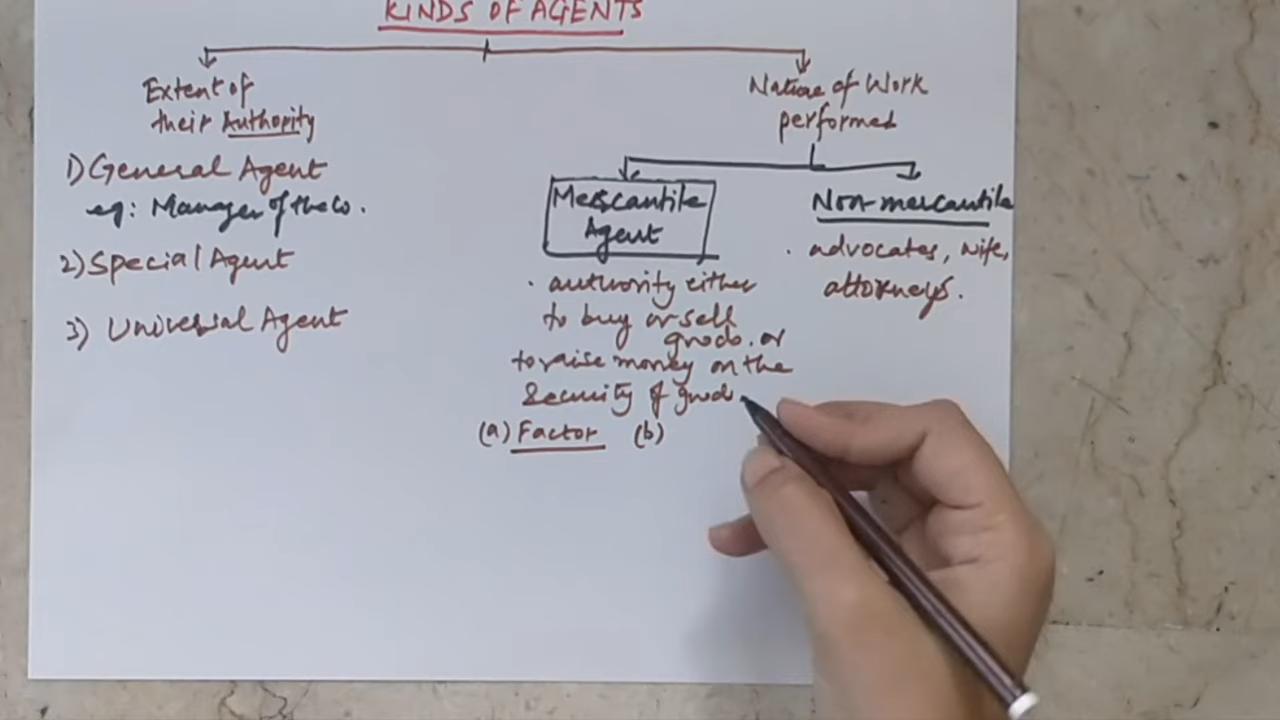 KINDS OF AGENTS
Extent of
their Authority
1) General Agent
eg: Manager of the Co.
2) Special Agent
3) Universal Agent
Nature of Work
performed
Mercantile
Agent
· authority either
to buy or sell
goods. or
to raise money on the
Security of goods
(a) Factor (b)
Non-mercantile
· advocates, wife,
attorneys.